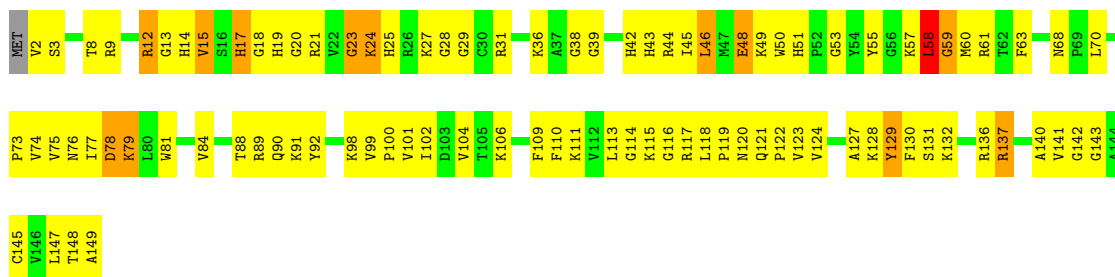 MET V2 S3 T8 R9 R12 G13 H14 V15 S16 H17 G18 H19 G20 R21 V22 G23 K24 H25 R26 K27 G28 G29 C30 R31 K36 A37 G38 G39 H42 H43 R44 I45 L46 M47 E48 K49 W50 H51 P52 G53 Y54 Y55 G56 K57 L58 G59 M60 R61 T62 F63 N68 P69 L70
P73 V74 V75 N76 I77 D78 K79 L80 W81 V84 T88 R89 Q90 K91 Y92 K98 V99 P100 V101 I102 D103 V104 T105 K106 F109 F110 K111 V112 L113 G114 K115 G116 R117 L118 P119 N120 Q121 P122 V123 V124 A127 K128 Y129 F130 S131 K132 R136 R137 A140 V141 G142 G143 A144
C145 V146 L147 T148 A149